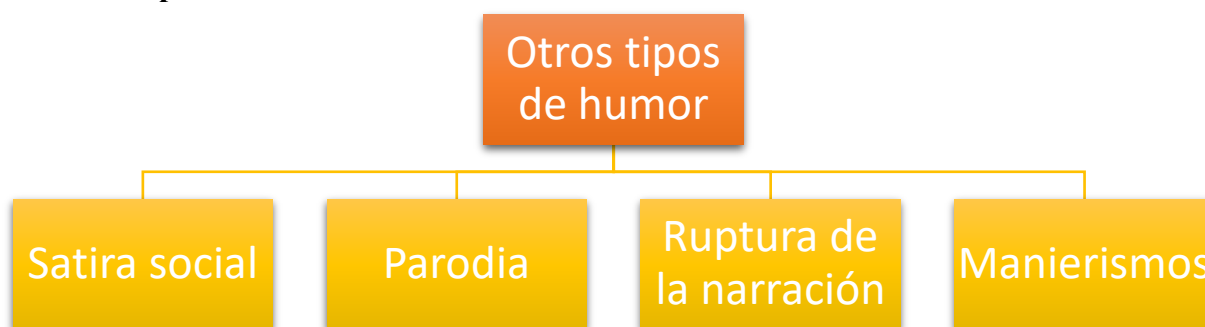 Otros tipos
de humor
Satira social
Parodia
Ruptura de
la narración
Manierismos